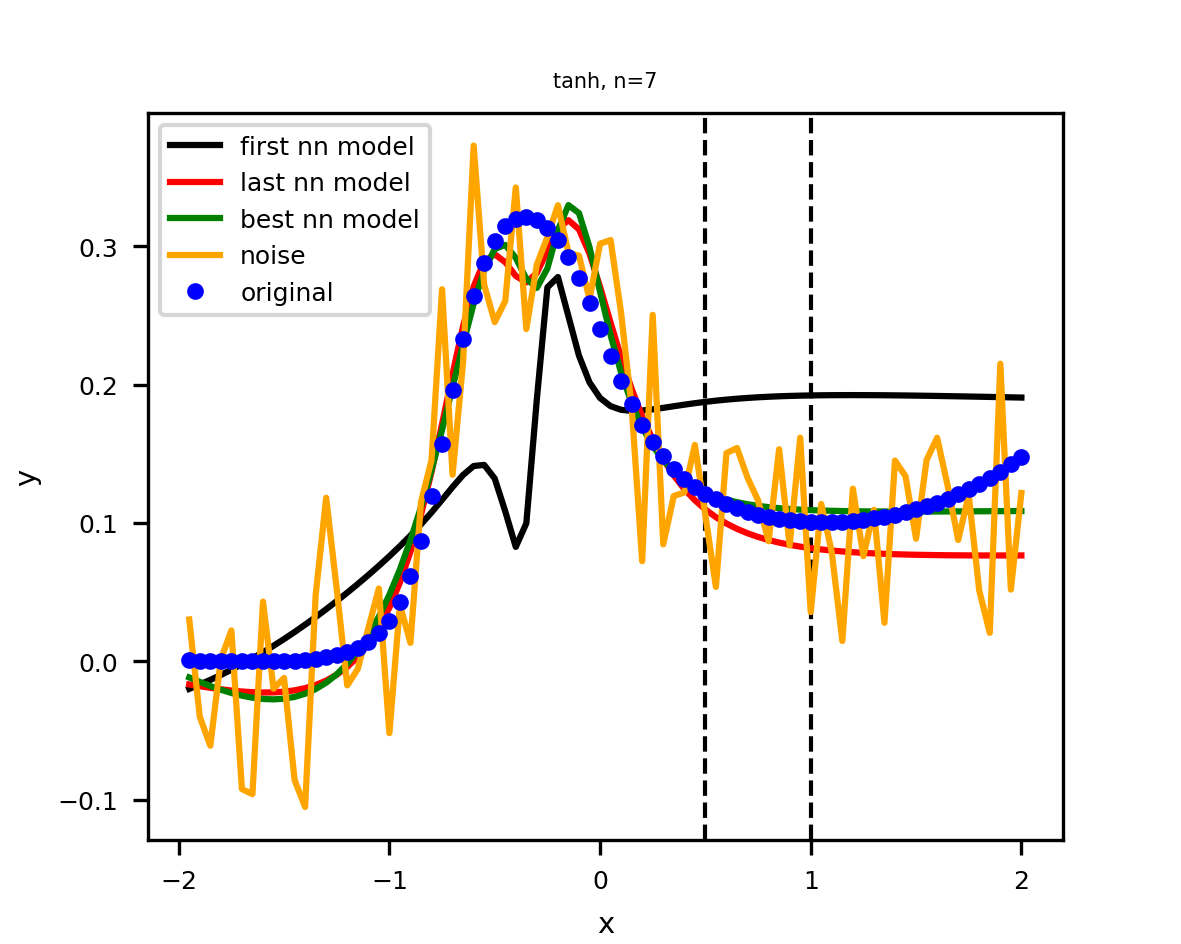 tanh, n=7
first nn model
last nn model
best nn model
noise
original
y
0.3
0.2
0.1
0.0
−0.1
−2
−1
0
1
2
x